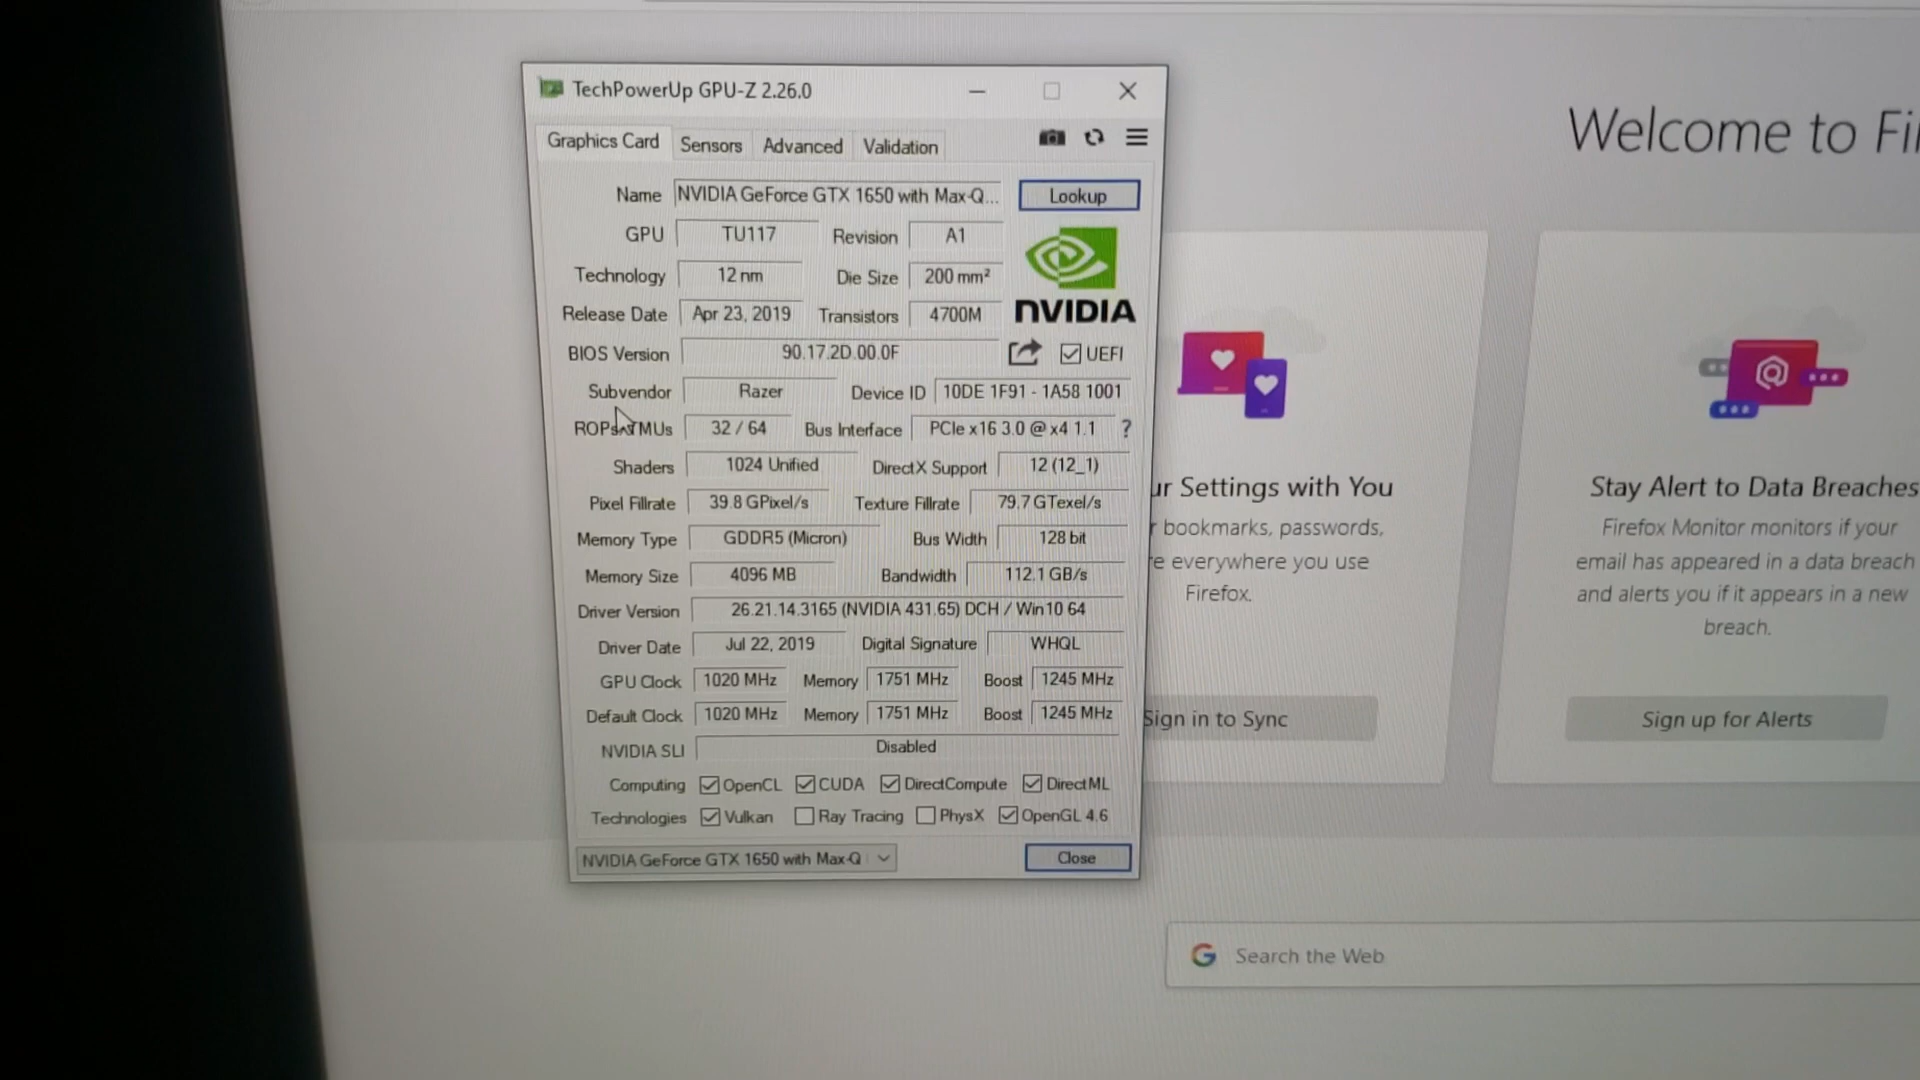 TechPowerUp GPU-Z 2.26.0
Graphics Card Sensors Advanced Validation
Name NVIDIA GeForce GTX 1650 with Max-Q... Lookup
GPU TU117 Revision A1
Technology 12 nm Die Size 200 mm²
Release Date Apr 23, 2019 Transistors 4700M
NVIDIA
BIOS Version 90.17.2D.00.0F UEFI
Subvendor Razer Device ID 10DE 1F91 - 1A58 1001
ROPs/TMUs 32 / 64 Bus Interface PCIe x16 3.0 @ x4 1.1 ?
Shaders 1024 Unified DirectX Support 12 (12_1)
Pixel Fillrate 39.8 GPixel/s Texture Fillrate 79.7 GTexel/s
Memory Type GDDR5 (Micron) Bus Width 128 bit
Memory Size 4096 MB Bandwidth 112.1 GB/s
Driver Version 26.21.14.3165 (NVIDIA 431.65) DCH / Win10 64
Driver Date Jul 22, 2019 Digital Signature WHQL
GPU Clock 1020 MHz Memory 1751 MHz Boost 1245 MHz
Default Clock 1020 MHz Memory 1751 MHz Boost 1245 MHz
NVIDIA SLI Disabled
Computing OpenCL CUDA DirectCompute DirectML
Technologies Vulkan Ray Tracing PhysX OpenGL 4.6
NVIDIA GeForce GTX 1650 with Max-Q Close
Welcome to Fi
ur Settings with You
r bookmarks, passwords,
re everywhere you use
Firefox.
Sign in to Sync
Stay Alert to Data Breaches
Firefox Monitor monitors if your
email has appeared in a data breach
and alerts you if it appears in a new
breach.
Sign up for Alerts
Search the Web